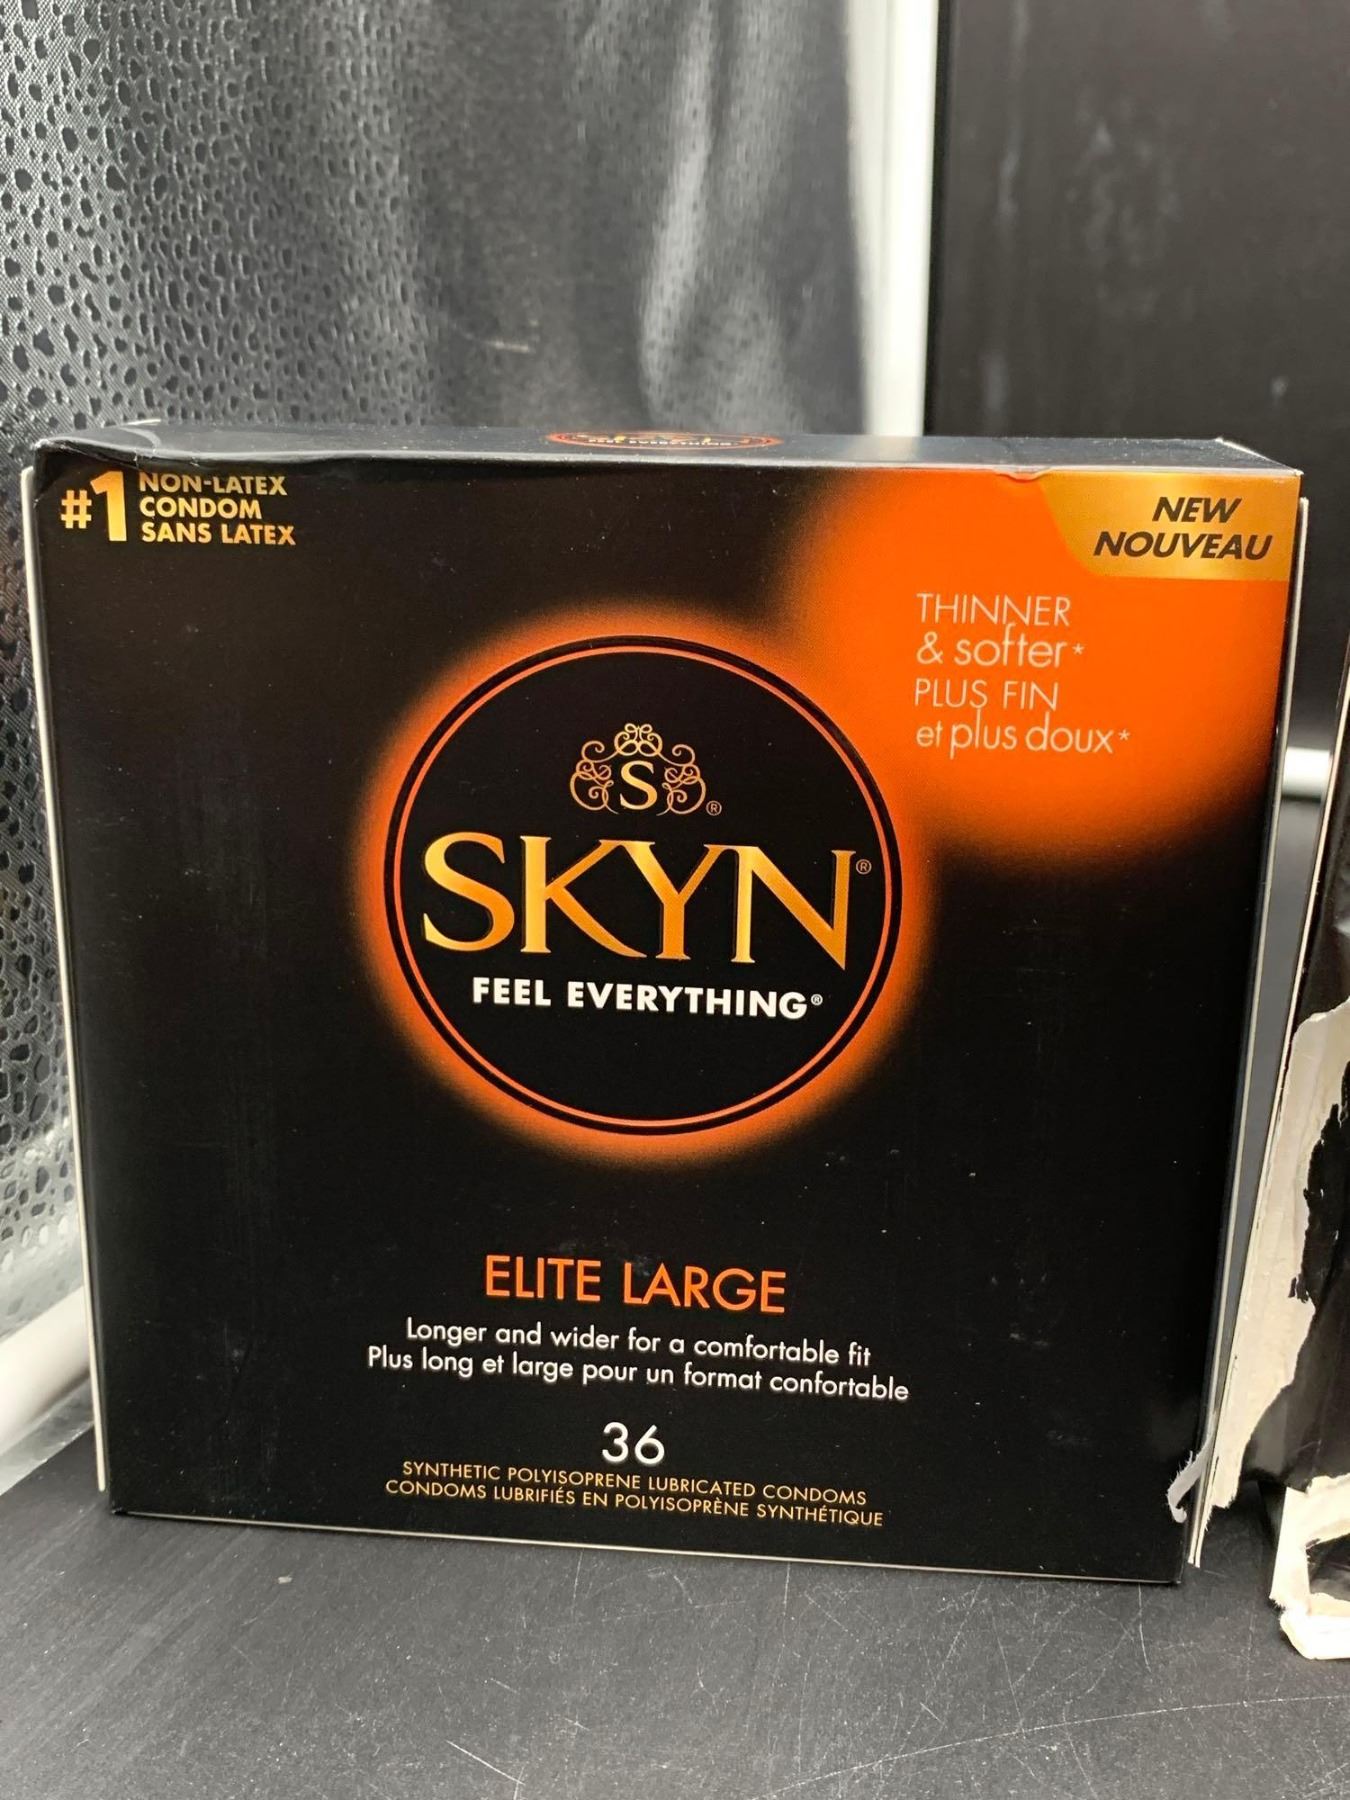 #1 NON-LATEX
CONDOM
SANS LATEX
NEW
NOUVEAU
THINNER
& softer*
PLUS FIN
et plus doux*
S®
SKYN®
FEEL EVERYTHING®
ELITE LARGE
Longer and wider for a comfortable fit
Plus long et large pour un format confortable
36
SYNTHETIC POLYISOPRENE LUBRICATED CONDOMS
CONDOMS LUBRIFIÉS EN POLYISOPRÈNE SYNTHÉTIQUE